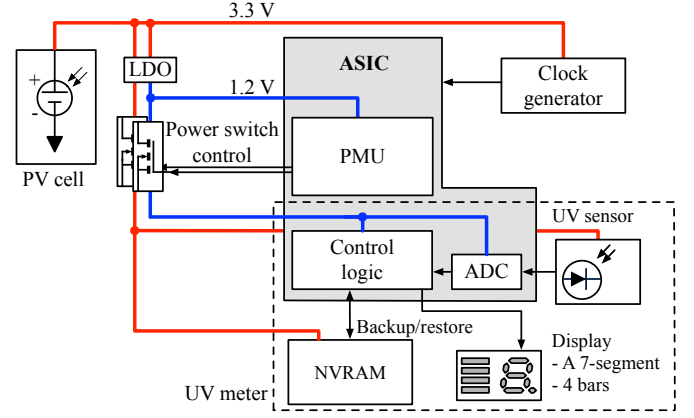 3.3 V
ASIC
LDO
Clock
generator
+
-
1.2 V
Power switch
control
PMU
PV cell
UV sensor
Control
logic
ADC
Backup/restore
Display
- A 7-segment
- 4 bars
NVRAM
UV meter